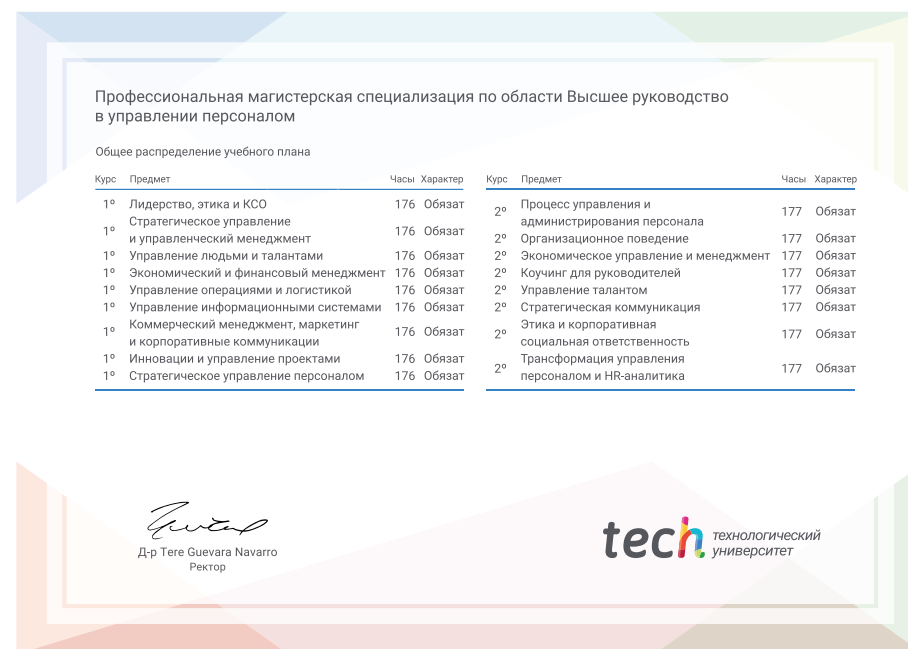 Профессиональная магистерская специализация по области Высшее руководство
в управлении персоналом
Общее распределение учебного плана
Курс Предмет Часы Характер
1º Лидерство, этика и КСО 176 Обязат
Стратегическое управление
1º 176 Обязат
и управленческий менеджмент
1º Управление людьми и талантами 176 Обязат
1º Экономический и финансовый менеджмент 176 Обязат
1º Управление операциями и логистикой 176 Обязат
1º Управление информационными системами 176 Обязат
Коммерческий менеджмент, маркетинг
1º 176 Обязат
и корпоративные коммуникации
1º Инновации и управление проектами 176 Обязат
1º Стратегическое управление персоналом 176 Обязат
Курс Предмет Часы Характер
Процесс управления и
2º 177 Обязат
администрирования персонала
2º Организационное поведение 177 Обязат
2º Экономическое управление и менеджмент 177 Обязат
2º Коучинг для руководителей 177 Обязат
2º Управление талантом 177 Обязат
2º Стратегическая коммуникация 177 Обязат
Этика и корпоративная
2º 177 Обязат
социальная ответственность
Трансформация управления
2º 177 Обязат
персоналом и HR-аналитика
Д-р Tere Guevara Navarro
Ректор
tech технологический
университет